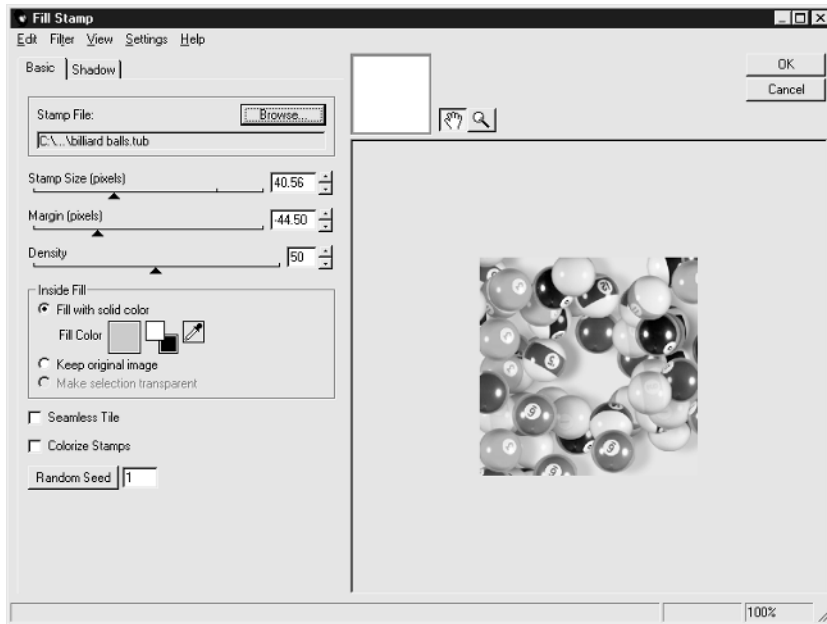 Fill Stamp
Edit Filter View Settings Help
Basic Shadow
OK
Cancel
Stamp File:
Browse...
C:\...\billiard balls.tub
Stamp Size (pixels)
40.56
Margin (pixels)
-44.50
Density
50
Inside Fill
Fill with solid color
Fill Color
Keep original image
Make selection transparent
Seamless Tile
Colorize Stamps
Random Seed 1
100%